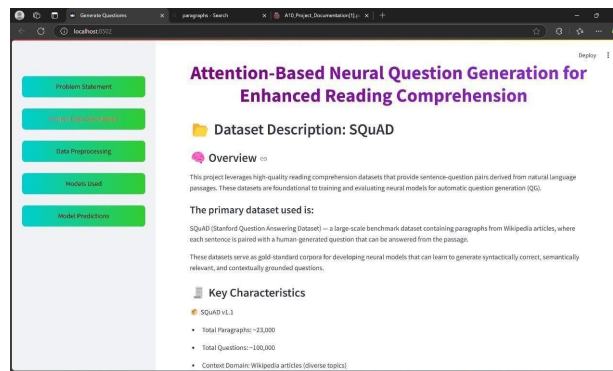 Generate Questions
paragraphs - Search
A10_Project_Documentation[1].p
localhost:8502
Deploy
Problem Statement
Data Preprocessing
Models Used
Model Predictions
Attention-Based Neural Question Generation for
Enhanced Reading Comprehension
Dataset Description: SQuAD
Overview
This project leverages high-quality reading comprehension datasets that provide sentence-question pairs derived from natural language
passages. These datasets are foundational to training and evaluating neural models for automatic question generation (QG).
The primary dataset used is:
SQuAD (Stanford Question Answering Dataset) — a large-scale benchmark dataset containing paragraphs from Wikipedia articles, where
each sentence is paired with a human-generated question that can be answered from the passage.
These datasets serve as gold-standard corpora for developing neural models that can learn to generate syntactically correct, semantically
relevant, and contextually grounded questions.
Key Characteristics
SQuAD v1.1
• Total Paragraphs: ~23,000
• Total Questions: ~100,000
• Context Domain: Wikipedia articles (diverse topics)